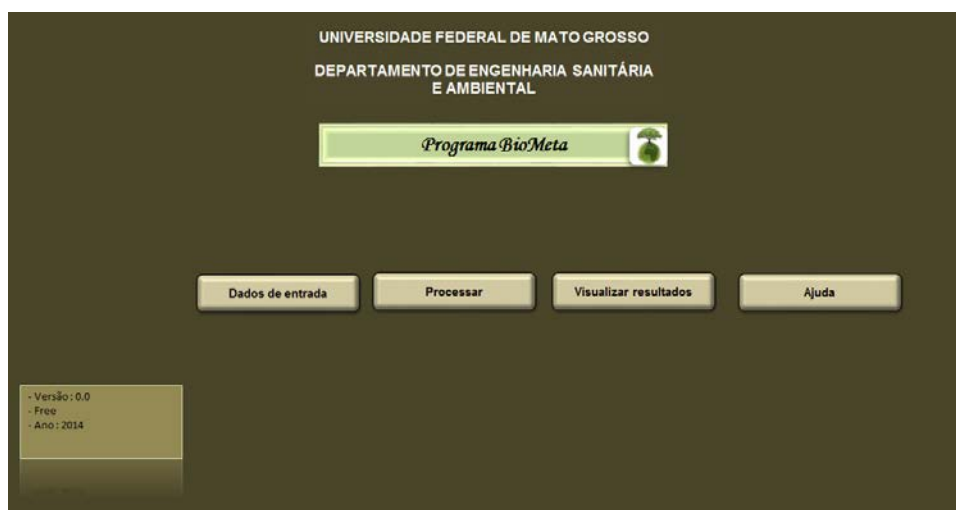 UNIVERSIDADE FEDERAL DE MATO GROSSO
DEPARTAMENTO DE ENGENHARIA SANITÁRIA
E AMBIENTAL
Programa BioMeta
Dados de entrada
Processar
Visualizar resultados
Ajuda
- Versão: 0.0
- Free
- Ano: 2014